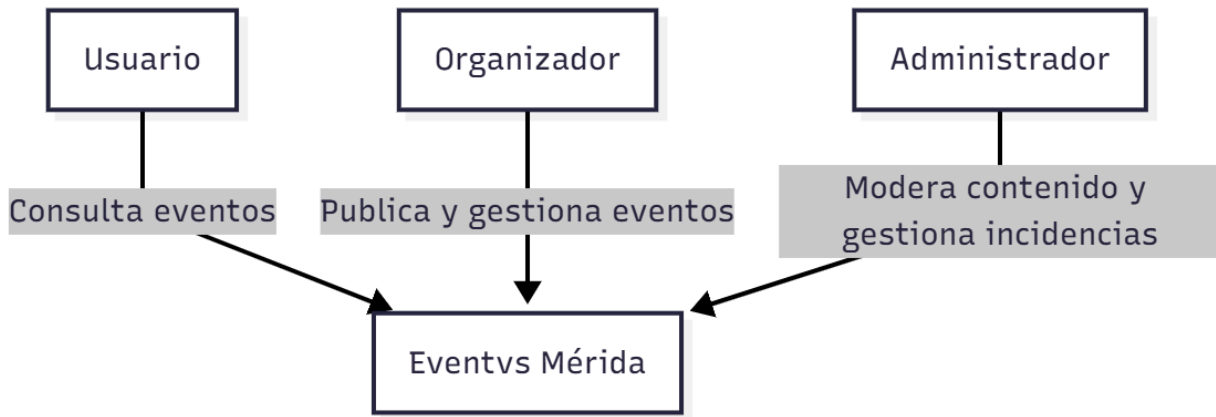 Usuario
Organizador
Administrador
Consulta eventos
Publica y gestiona eventos
Modera contenido y
gestiona incidencias
Eventvs Mérida